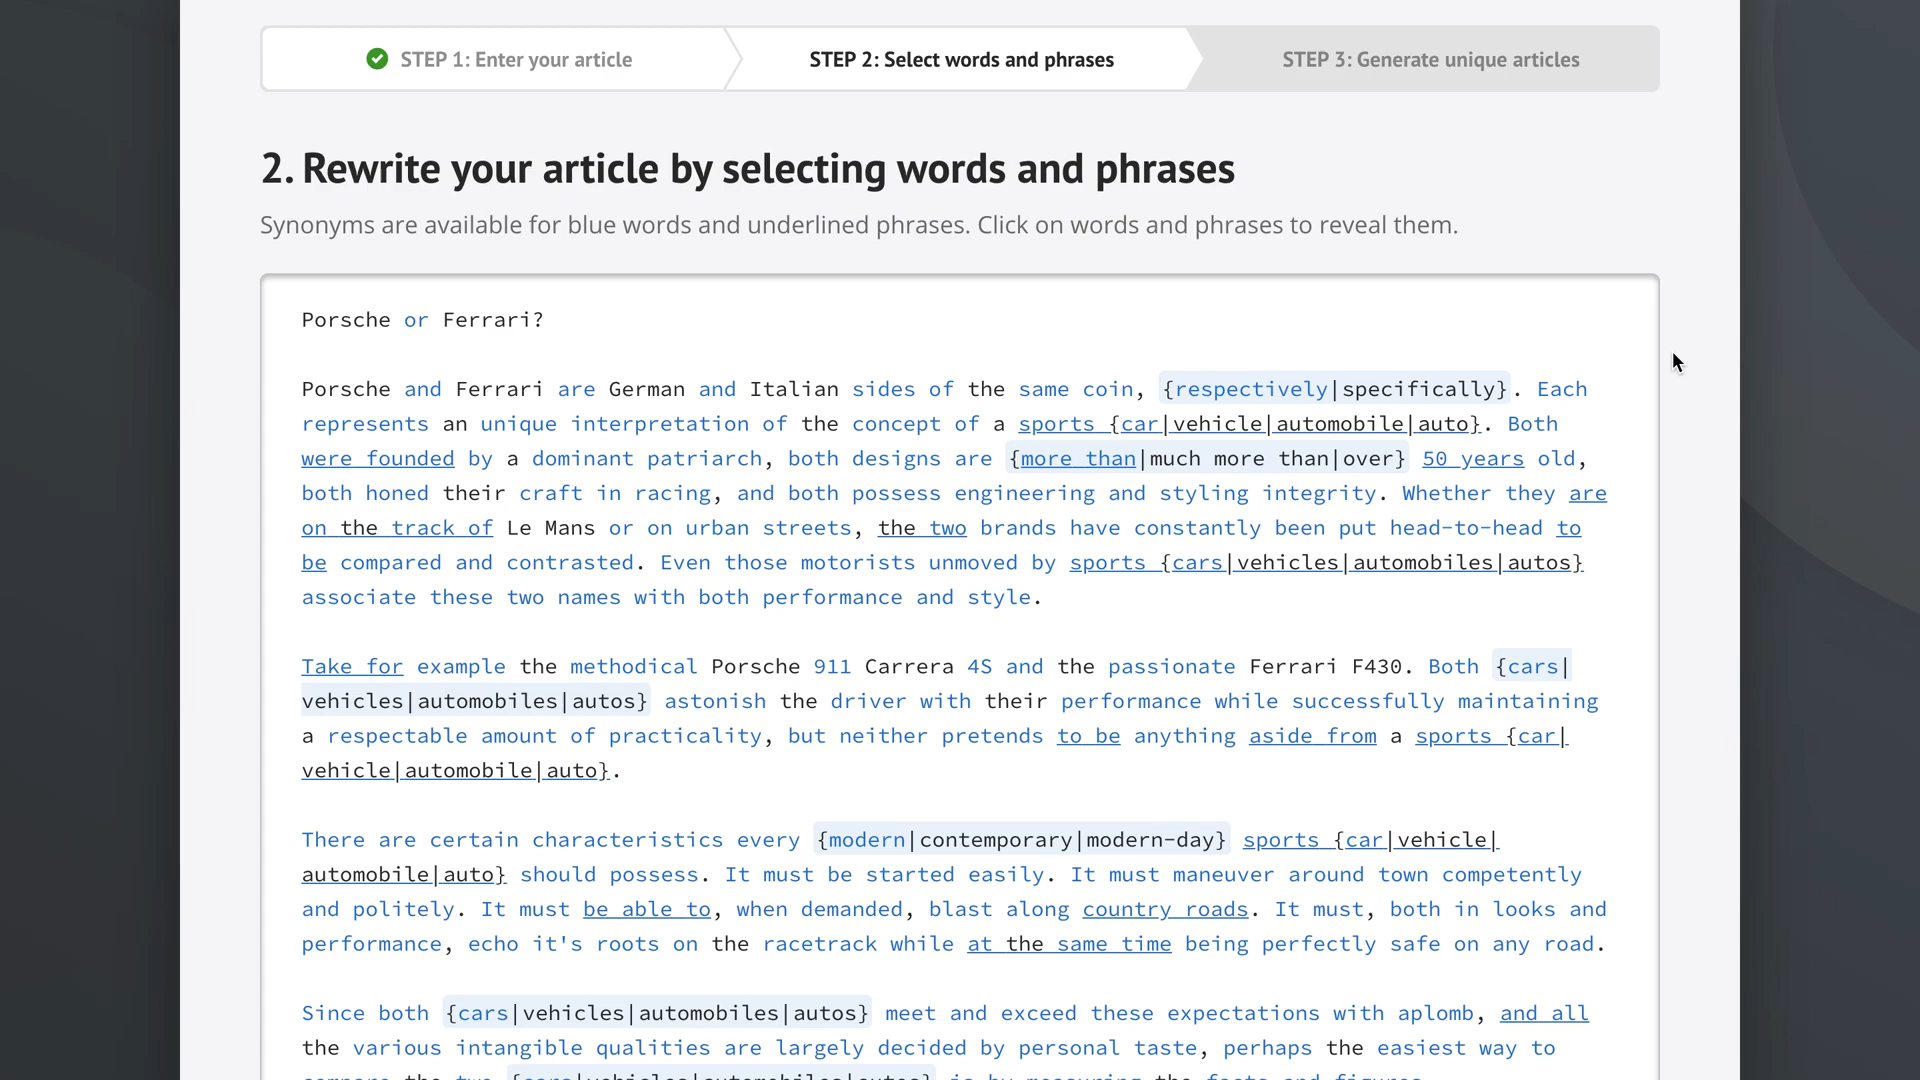 STEP 1: Enter your article
STEP 2: Select words and phrases
STEP 3: Generate unique articles
2. Rewrite your article by selecting words and phrases
Synonyms are available for blue words and underlined phrases. Click on words and phrases to reveal them.
Porsche or Ferrari?
Porsche and Ferrari are German and Italian sides of the same coin, {respectively|specifically}. Each
represents an unique interpretation of the concept of a sports {car|vehicle|automobile|auto}. Both
were founded by a dominant patriarch, both designs are {more than|much more than|over} 50 years old,
both honed their craft in racing, and both possess engineering and styling integrity. Whether they are
on the track of Le Mans or on urban streets, the two brands have constantly been put head-to-head to
be compared and contrasted. Even those motorists unmoved by sports {cars|vehicles|automobiles|autos}
associate these two names with both performance and style.
Take for example the methodical Porsche 911 Carrera 4S and the passionate Ferrari F430. Both {cars|
vehicles|automobiles|autos} astonish the driver with their performance while successfully maintaining
a respectable amount of practicality, but neither pretends to be anything aside from a sports {car|
vehicle|automobile|auto}.
There are certain characteristics every {modern|contemporary|modern-day} sports {car|vehicle|
automobile|auto} should possess. It must be started easily. It must maneuver around town competently
and politely. It must be able to, when demanded, blast along country roads. It must, both in looks and
performance, echo it's roots on the racetrack while at the same time being perfectly safe on any road.
Since both {cars|vehicles|automobiles|autos} meet and exceed these expectations with aplomb, and all
the various intangible qualities are largely decided by personal taste, perhaps the easiest way to
compare the two {cars|vehicles|automobiles|autos} is by measuring the facts and figures.